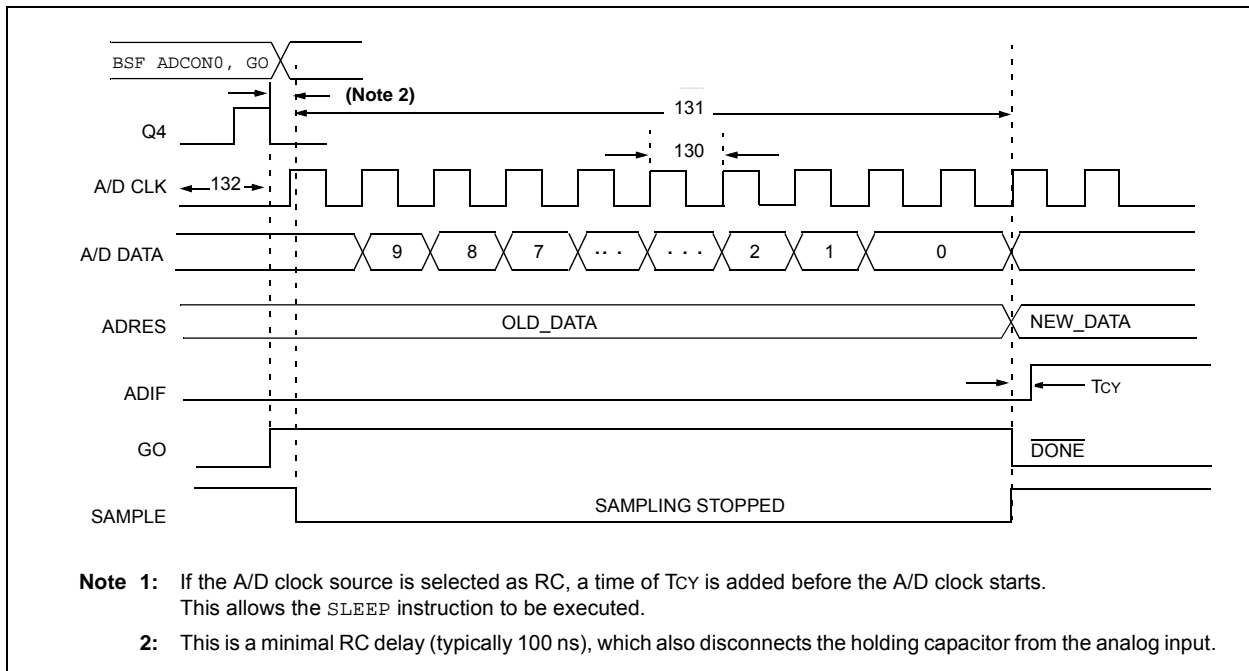 BSF ADCON0, GO
(Note 2)
131
Q4
130
A/D CLK
132
A/D DATA
9 8 7 . . . . . . 2 1 0
ADRES
OLD_DATA
NEW_DATA
ADIF
TCY
GO
DONE
SAMPLE
SAMPLING STOPPED
Note 1: If the A/D clock source is selected as RC, a time of TCY is added before the A/D clock starts.
This allows the SLEEP instruction to be executed.
2: This is a minimal RC delay (typically 100 ns), which also disconnects the holding capacitor from the analog input.